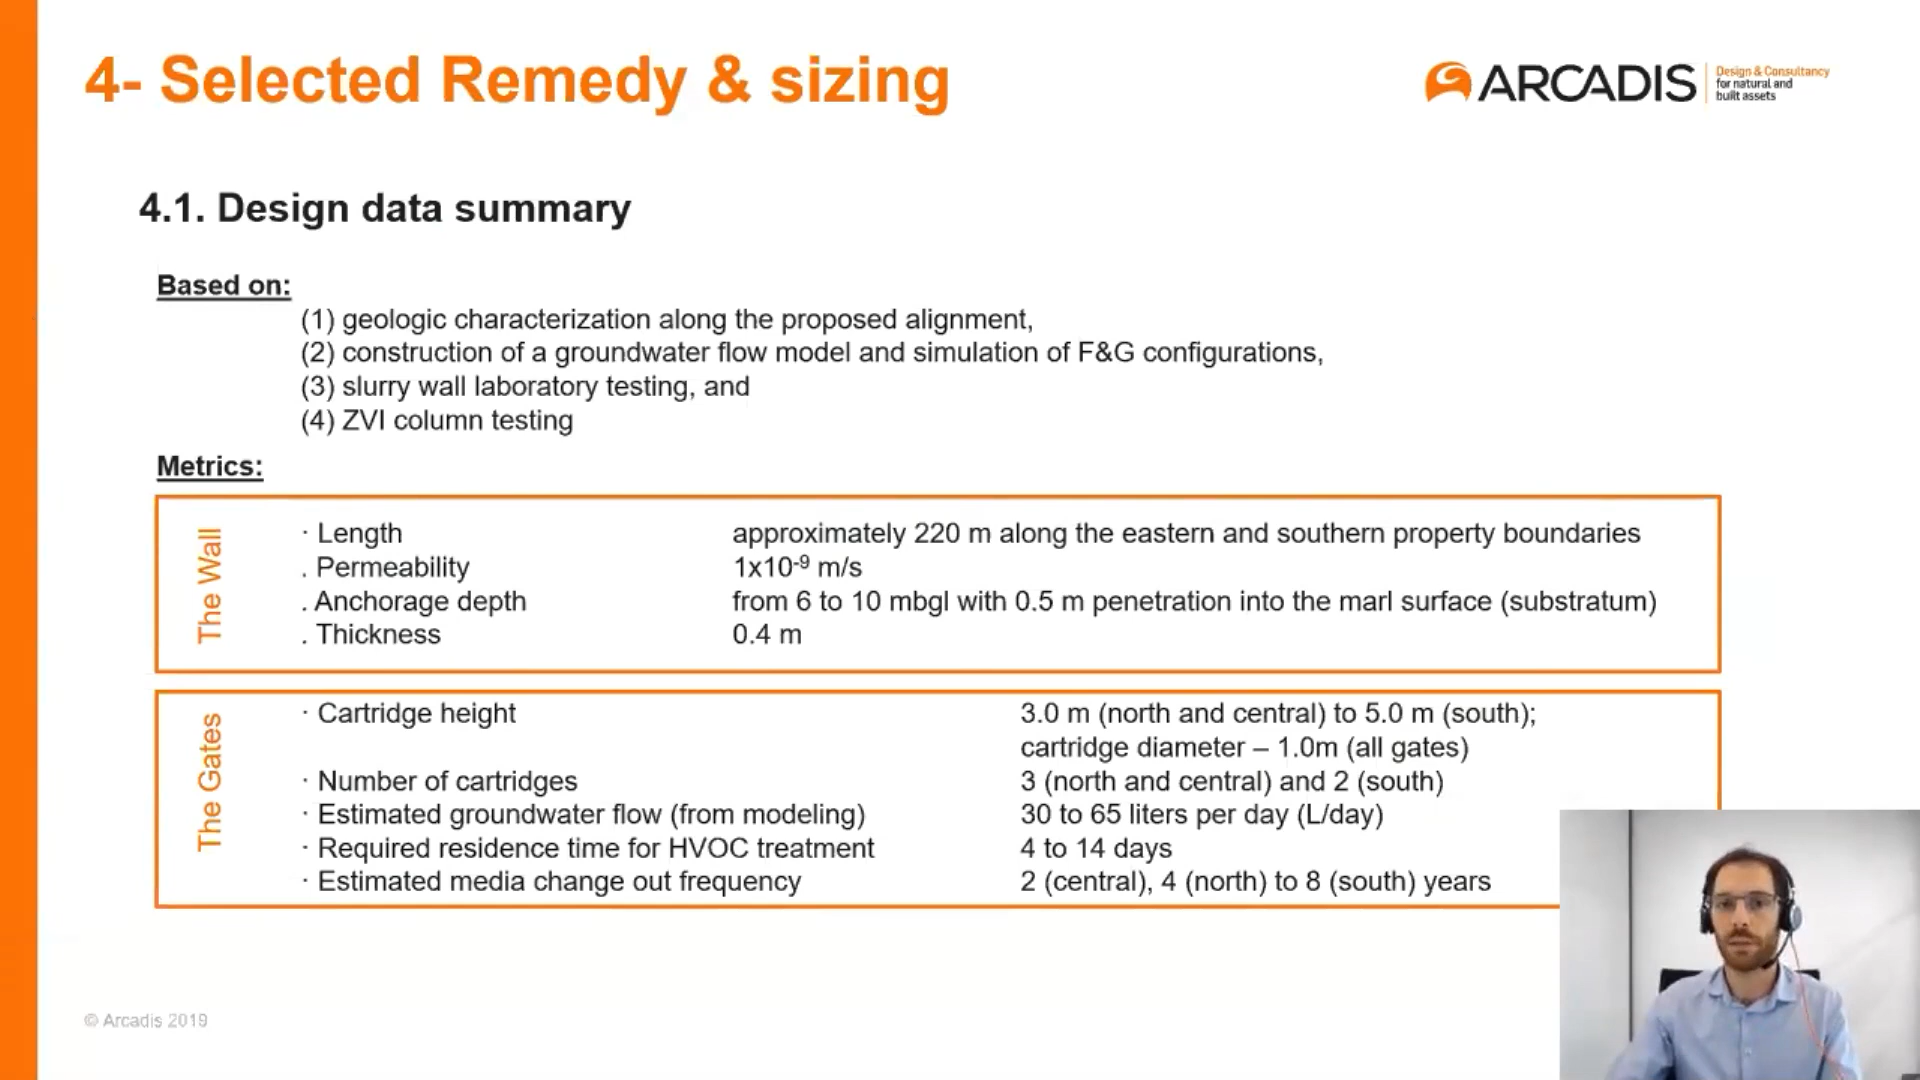 4- Selected Remedy & sizing
ARCADIS
Design & Consultancy
for natural and
built assets
4.1. Design data summary
Based on:
(1) geologic characterization along the proposed alignment,
(2) construction of a groundwater flow model and simulation of F&G configurations,
(3) slurry wall laboratory testing, and
(4) ZVI column testing
Metrics:
The Wall
· Length approximately 220 m along the eastern and southern property boundaries
. Permeability 1x10⁻⁹ m/s
. Anchorage depth from 6 to 10 mbgl with 0.5 m penetration into the marl surface (substratum)
. Thickness 0.4 m
The Gates
· Cartridge height 3.0 m (north and central) to 5.0 m (south);
cartridge diameter – 1.0m (all gates)
· Number of cartridges 3 (north and central) and 2 (south)
· Estimated groundwater flow (from modeling) 30 to 65 liters per day (L/day)
· Required residence time for HVOC treatment 4 to 14 days
· Estimated media change out frequency 2 (central), 4 (north) to 8 (south) years
© Arcadis 2019